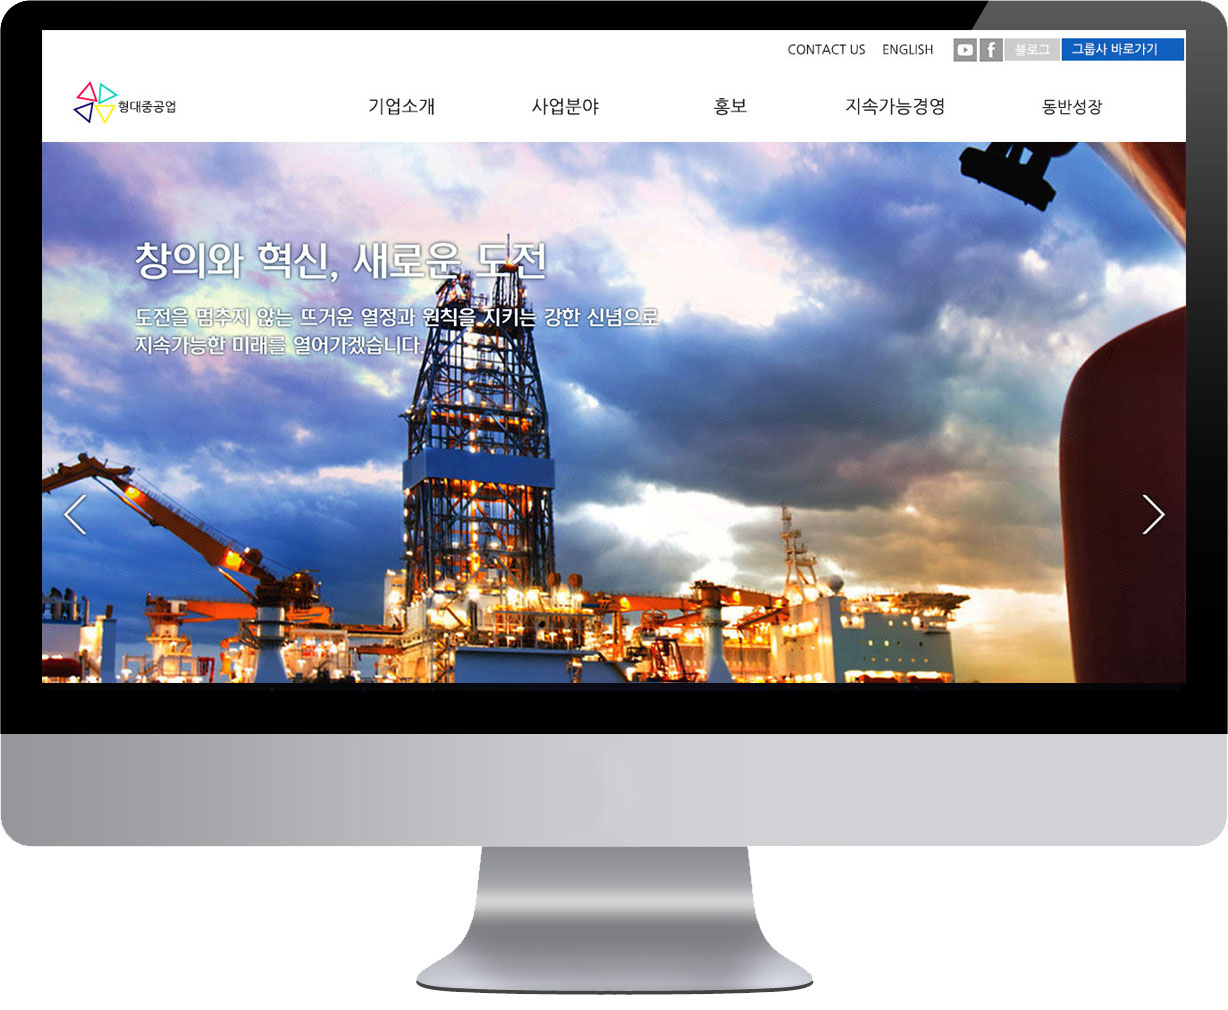 CONTACT US ENGLISH f 블로그 그룹사 바로가기
형대중공업 기업소개 사업분야 홍보 지속가능경영 동반성장
창의와 혁신, 새로운 도전
도전을 멈추지 않는 뜨거운 열정과 원칙을 지키는 강한 신념으로
지속가능한 미래를 열어가겠습니다